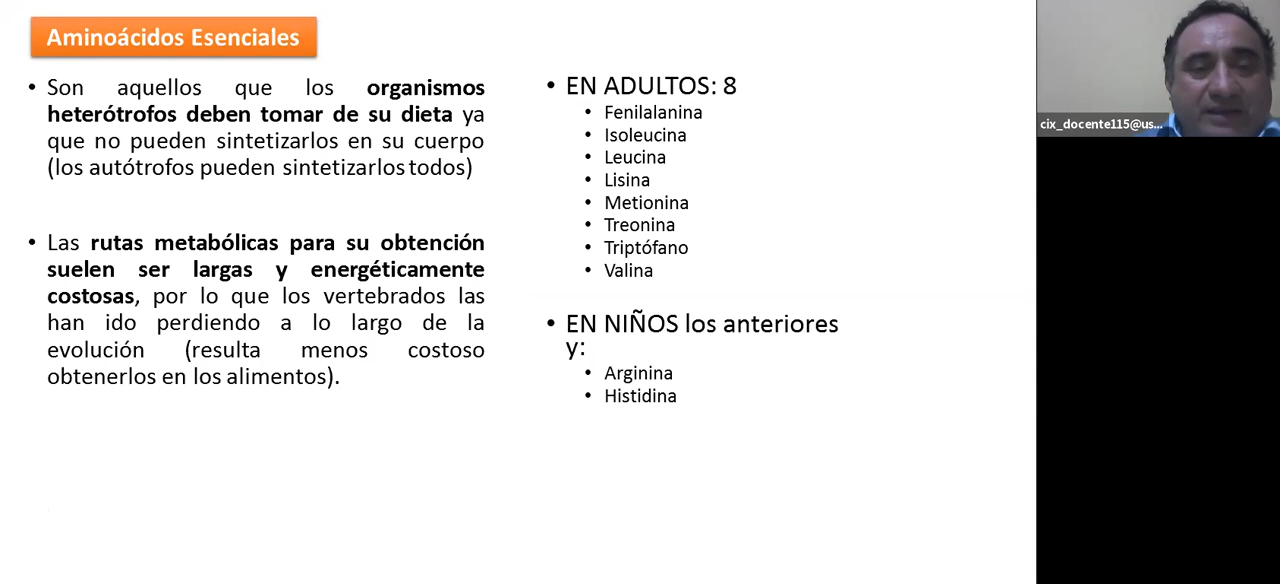 Aminoácidos Esenciales
• Son aquellos que los organismos
heterótrofos deben tomar de su dieta ya
que no pueden sintetizarlos en su cuerpo
(los autótrofos pueden sintetizarlos todos)
• Las rutas metabólicas para su obtención
suelen ser largas y energéticamente
costosas, por lo que los vertebrados las
han ido perdiendo a lo largo de la
evolución (resulta menos costoso
obtenerlos en los alimentos).
• EN ADULTOS: 8
• Fenilalanina
• Isoleucina
• Leucina
• Lisina
• Metionina
• Treonina
• Triptófano
• Valina
• EN NIÑOS los anteriores
y:
• Arginina
• Histidina
cix_docente115@us...